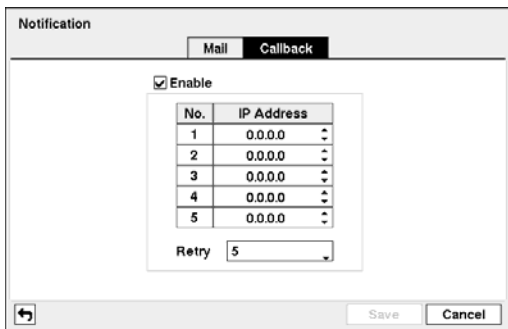 Notification
Mail Callback
Enable
No. IP Address
1 0.0.0.0
2 0.0.0.0
3 0.0.0.0
4 0.0.0.0
5 0.0.0.0
Retry 5
Save Cancel